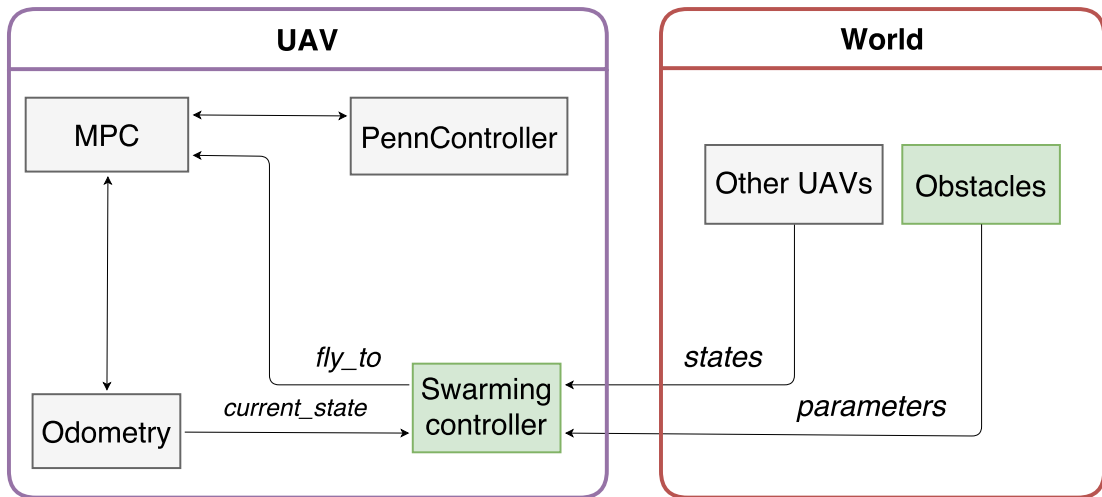 UAV
World
MPC
PennController
Other UAVs
Obstacles
fly_to
states
Swarming
controller
current_state
parameters
Odometry